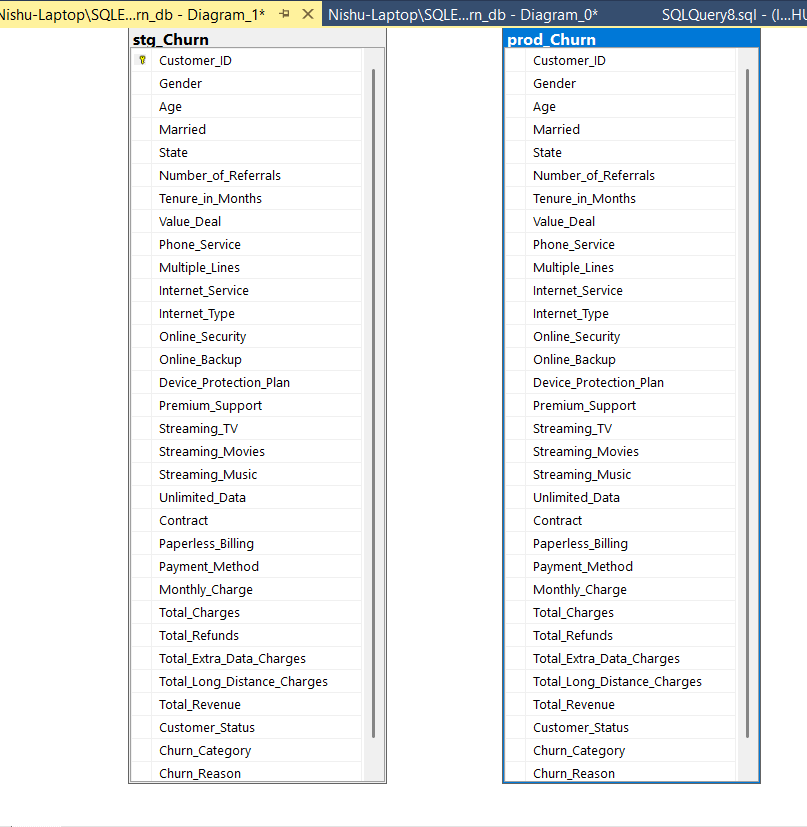 Nishu-Laptop\SQLE...rn_db - Diagram_1*
Nishu-Laptop\SQLE...rn_db - Diagram_0*
SQLQuery8.sql - (l...HU
stg_Churn
Customer_ID
Gender
Age
Married
State
Number_of_Referrals
Tenure_in_Months
Value_Deal
Phone_Service
Multiple_Lines
Internet_Service
Internet_Type
Online_Security
Online_Backup
Device_Protection_Plan
Premium_Support
Streaming_TV
Streaming_Movies
Streaming_Music
Unlimited_Data
Contract
Paperless_Billing
Payment_Method
Monthly_Charge
Total_Charges
Total_Refunds
Total_Extra_Data_Charges
Total_Long_Distance_Charges
Total_Revenue
Customer_Status
Churn_Category
Churn_Reason
prod_Churn
Customer_ID
Gender
Age
Married
State
Number_of_Referrals
Tenure_in_Months
Value_Deal
Phone_Service
Multiple_Lines
Internet_Service
Internet_Type
Online_Security
Online_Backup
Device_Protection_Plan
Premium_Support
Streaming_TV
Streaming_Movies
Streaming_Music
Unlimited_Data
Contract
Paperless_Billing
Payment_Method
Monthly_Charge
Total_Charges
Total_Refunds
Total_Extra_Data_Charges
Total_Long_Distance_Charges
Total_Revenue
Customer_Status
Churn_Category
Churn_Reason